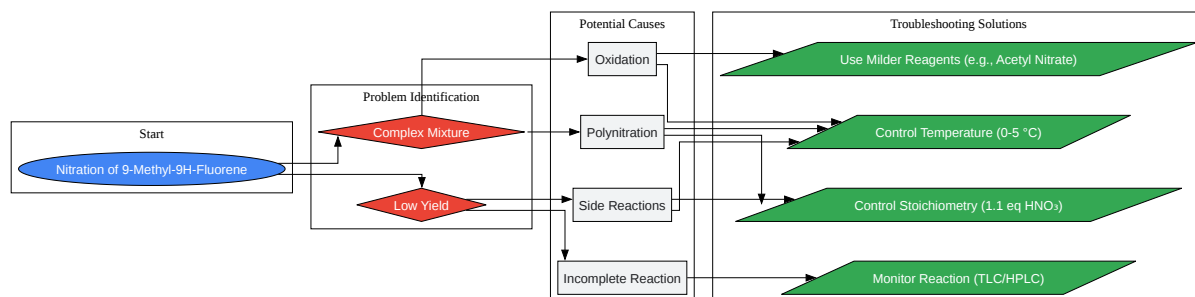 Start
Nitration of 9-Methyl-9H-Fluorene
Problem Identification
Complex Mixture
Low Yield
Potential Causes
Oxidation
Polynitration
Side Reactions
Incomplete Reaction
Troubleshooting Solutions
Use Milder Reagents (e.g., Acetyl Nitrate)
Control Temperature (0-5 °C)
Control Stoichiometry (1.1 eq HNO₃)
Monitor Reaction (TLC/HPLC)